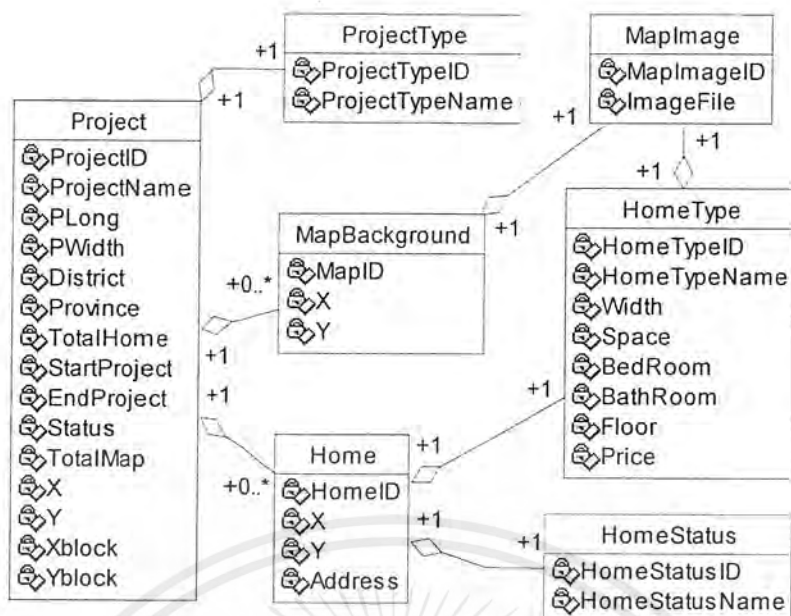 ProjectType
ProjectTypeID
ProjectTypeName
+1
+1
MapImage
MapImageID
ImageFile
+1
+1
+1
+1
Project
ProjectID
ProjectName
PLong
PWidth
District
Province
TotalHome
StartProject
EndProject
Status
TotalMap
X
Y
Xblock
Yblock
MapBackground
MapID
X
Y
+0..*
+1
HomeType
HomeTypeID
HomeTypeName
Width
Space
BedRoom
BathRoom
Floor
Price
+1
+0..*
Home
HomeID
X
Y
Address
+1
+1
+1
+1
HomeStatus
HomeStatusID
HomeStatusName